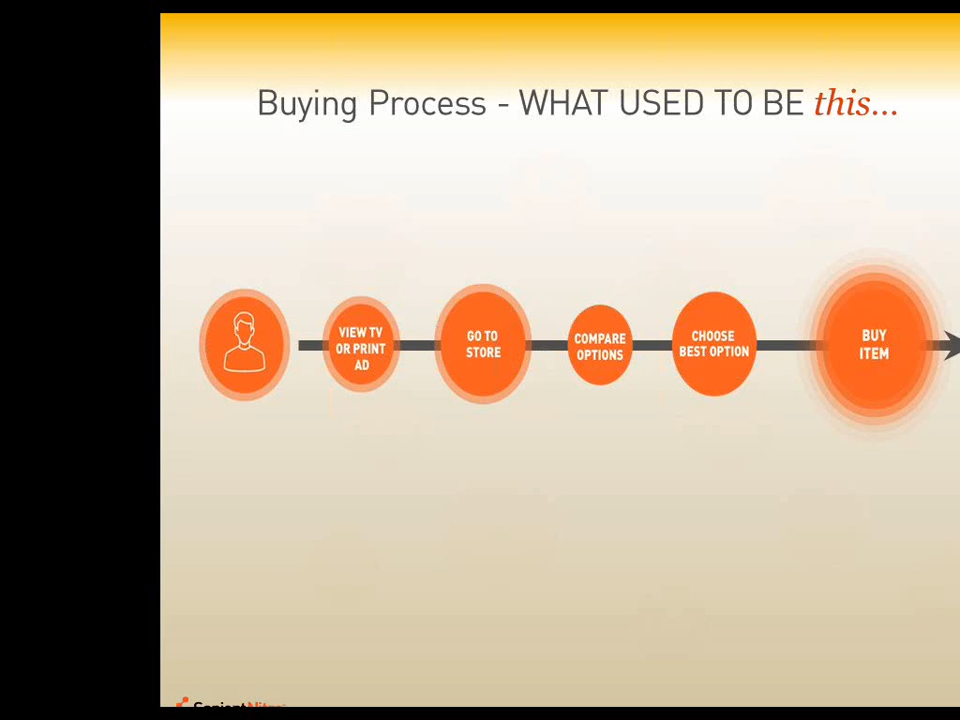 Buying Process - WHAT USED TO BE this...
VIEW TV
OR PRINT
AD
GO TO
STORE
COMPARE
OPTIONS
CHOOSE
BEST OPTION
BUY
ITEM
SapientNitro